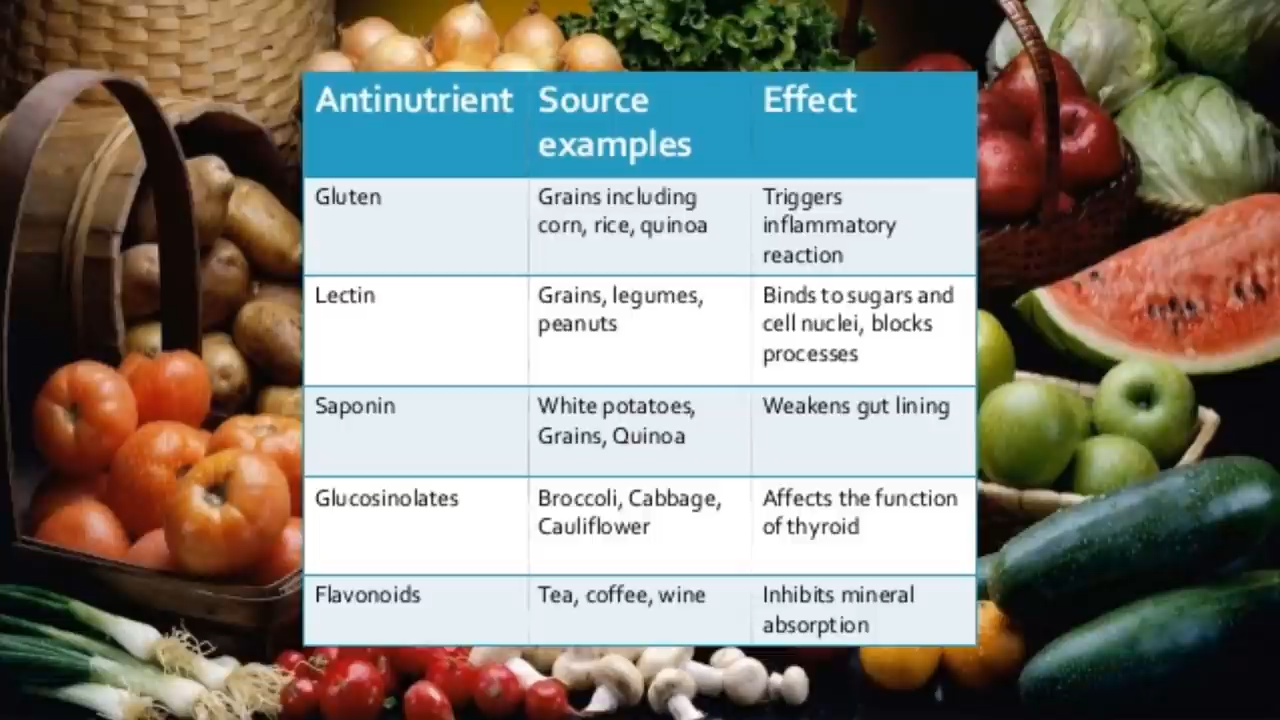 Antinutrient Source examples Effect
Gluten
Grains including
corn, rice, quinoa
Triggers
inflammatory
reaction
Lectin
Grains, legumes,
peanuts
Binds to sugars and
cell nuclei, blocks
processes
Saponin
White potatoes,
Grains, Quinoa
Weakens gut lining
Glucosinolates
Broccoli, Cabbage,
Cauliflower
Affects the function
of thyroid
Flavonoids
Tea, coffee, wine
Inhibits mineral
absorption